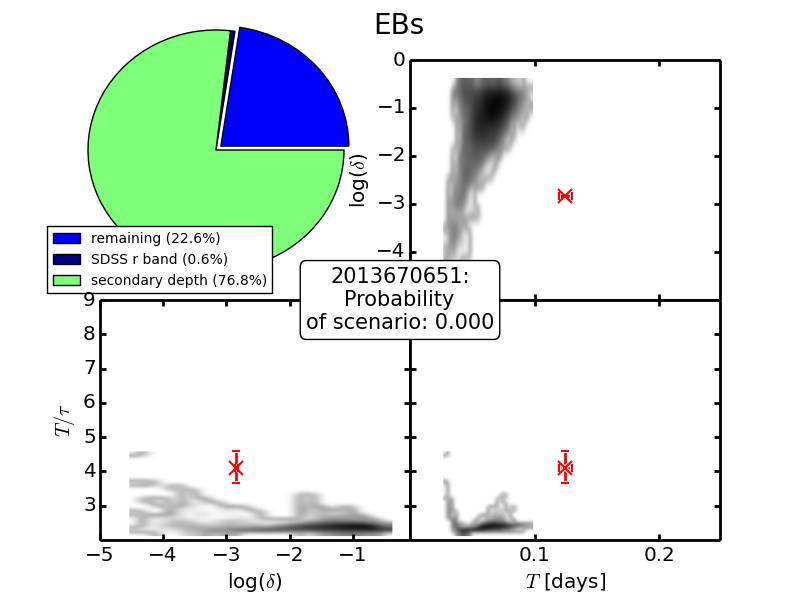 EBs
0
−1
−2
−3
−4
log(δ)
remaining (22.6%)
SDSS r band (0.6%)
secondary depth (76.8%)
2013670651:
Probability
of scenario: 0.000
9
8
7
6
5
4
3
T/τ
−5 −4 −3 −2 −1
0.1 0.2
log(δ)
T [days]